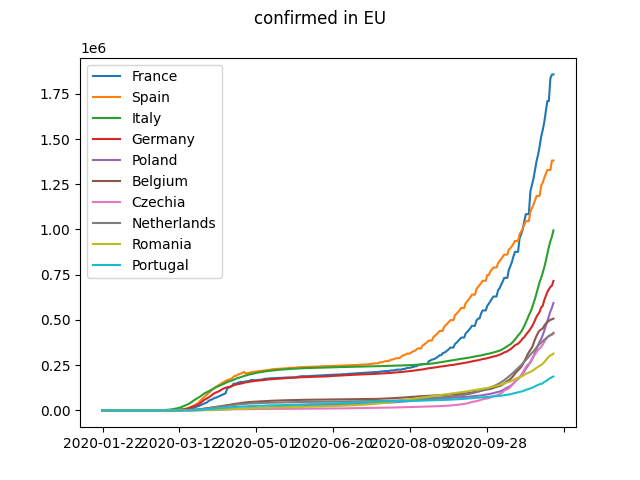 confirmed in EU
1e6
1.75
1.50
1.25
1.00
0.75
0.50
0.25
0.00
France
Spain
Italy
Germany
Poland
Belgium
Czechia
Netherlands
Romania
Portugal
2020-01-22 2020-03-12 2020-05-01 2020-06-20 2020-08-09 2020-09-28